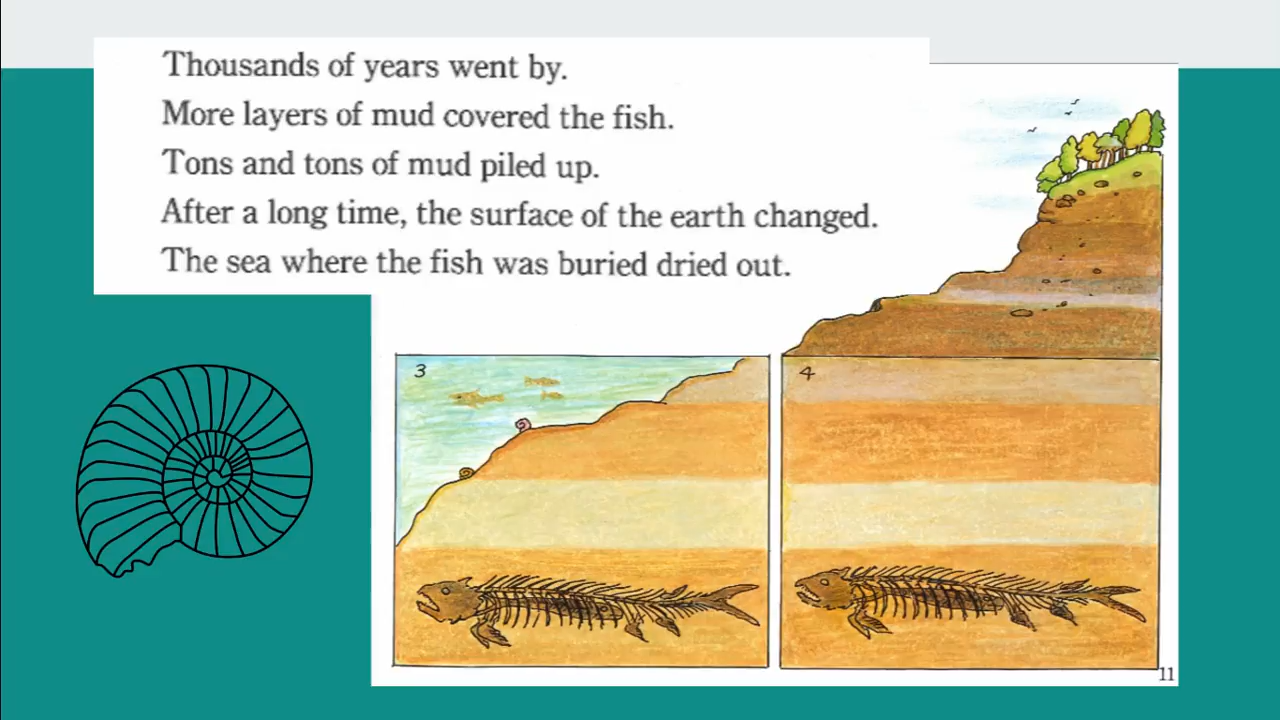 Thousands of years went by.
More layers of mud covered the fish.
Tons and tons of mud piled up.
After a long time, the surface of the earth changed.
The sea where the fish was buried dried out.
3
4
11